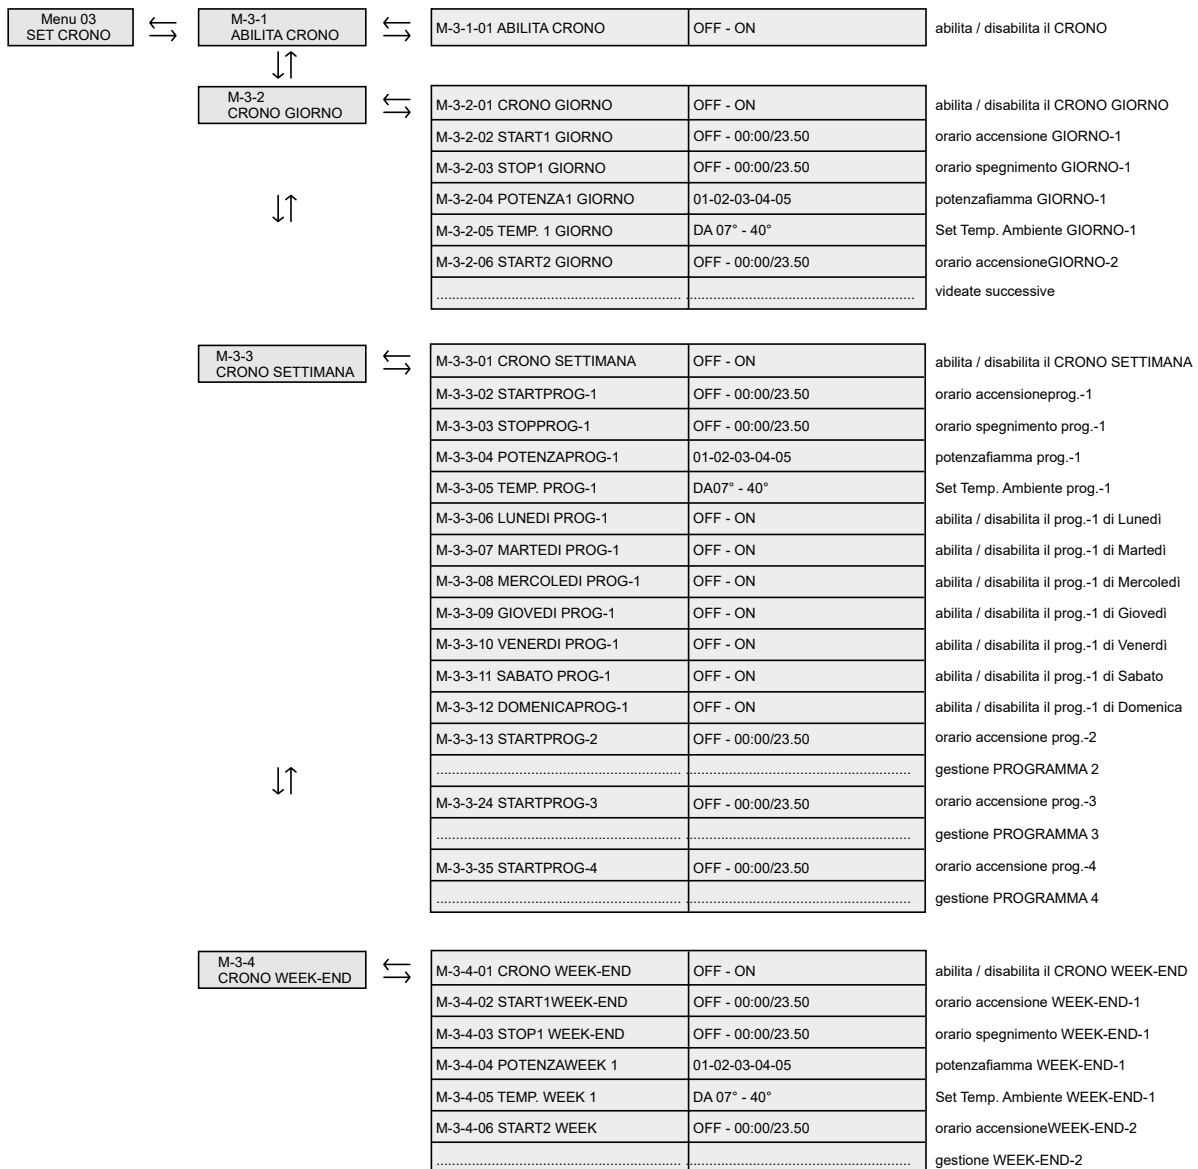 Menu 03
SET CRONO
M-3-1
ABILITA CRONO
M-3-1-01 ABILITA CRONO OFF - ON abilita / disabilita il CRONO
M-3-2
CRONO GIORNO
M-3-2-01 CRONO GIORNO OFF - ON abilita / disabilita il CRONO GIORNO
M-3-2-02 START1 GIORNO OFF - 00:00/23.50 orario accensione GIORNO-1
M-3-2-03 STOP1 GIORNO OFF - 00:00/23.50 orario spegnimento GIORNO-1
M-3-2-04 POTENZA1 GIORNO 01-02-03-04-05 potenzafiamma GIORNO-1
M-3-2-05 TEMP. 1 GIORNO DA 07° - 40° Set Temp. Ambiente GIORNO-1
M-3-2-06 START2 GIORNO OFF - 00:00/23.50 orario accensioneGIORNO-2
videate successive
M-3-3
CRONO SETTIMANA
M-3-3-01 CRONO SETTIMANA OFF - ON abilita / disabilita il CRONO SETTIMANA
M-3-3-02 STARTPROG-1 OFF - 00:00/23.50 orario accensioneprog.-1
M-3-3-03 STOPPROG-1 OFF - 00:00/23.50 orario spegnimento prog.-1
M-3-3-04 POTENZAPROG-1 01-02-03-04-05 potenzafiamma prog.-1
M-3-3-05 TEMP. PROG-1 DA07° - 40° Set Temp. Ambiente prog.-1
M-3-3-06 LUNEDI PROG-1 OFF - ON abilita / disabilita il prog.-1 di Lunedì
M-3-3-07 MARTEDI PROG-1 OFF - ON abilita / disabilita il prog.-1 di Martedì
M-3-3-08 MERCOLEDI PROG-1 OFF - ON abilita / disabilita il prog.-1 di Mercoledì
M-3-3-09 GIOVEDI PROG-1 OFF - ON abilita / disabilita il prog.-1 di Giovedì
M-3-3-10 VENERDI PROG-1 OFF - ON abilita / disabilita il prog.-1 di Venerdì
M-3-3-11 SABATO PROG-1 OFF - ON abilita / disabilita il prog.-1 di Sabato
M-3-3-12 DOMENICAPROG-1 OFF - ON abilita / disabilita il prog.-1 di Domenica
M-3-3-13 STARTPROG-2 OFF - 00:00/23.50 orario accensione prog.-2
gestione PROGRAMMA 2
M-3-3-24 STARTPROG-3 OFF - 00:00/23.50 orario accensione prog.-3
gestione PROGRAMMA 3
M-3-3-35 STARTPROG-4 OFF - 00:00/23.50 orario accensione prog.-4
gestione PROGRAMMA 4
M-3-4
CRONO WEEK-END
M-3-4-01 CRONO WEEK-END OFF - ON abilita / disabilita il CRONO WEEK-END
M-3-4-02 START1WEEK-END OFF - 00:00/23.50 orario accensione WEEK-END-1
M-3-4-03 STOP1 WEEK-END OFF - 00:00/23.50 orario spegnimento WEEK-END-1
M-3-4-04 POTENZAWEEK 1 01-02-03-04-05 potenzafiamma WEEK-END-1
M-3-4-05 TEMP. WEEK 1 DA 07° - 40° Set Temp. Ambiente WEEK-END-1
M-3-4-06 START2 WEEK OFF - 00:00/23.50 orario accensioneWEEK-END-2
gestione WEEK-END-2